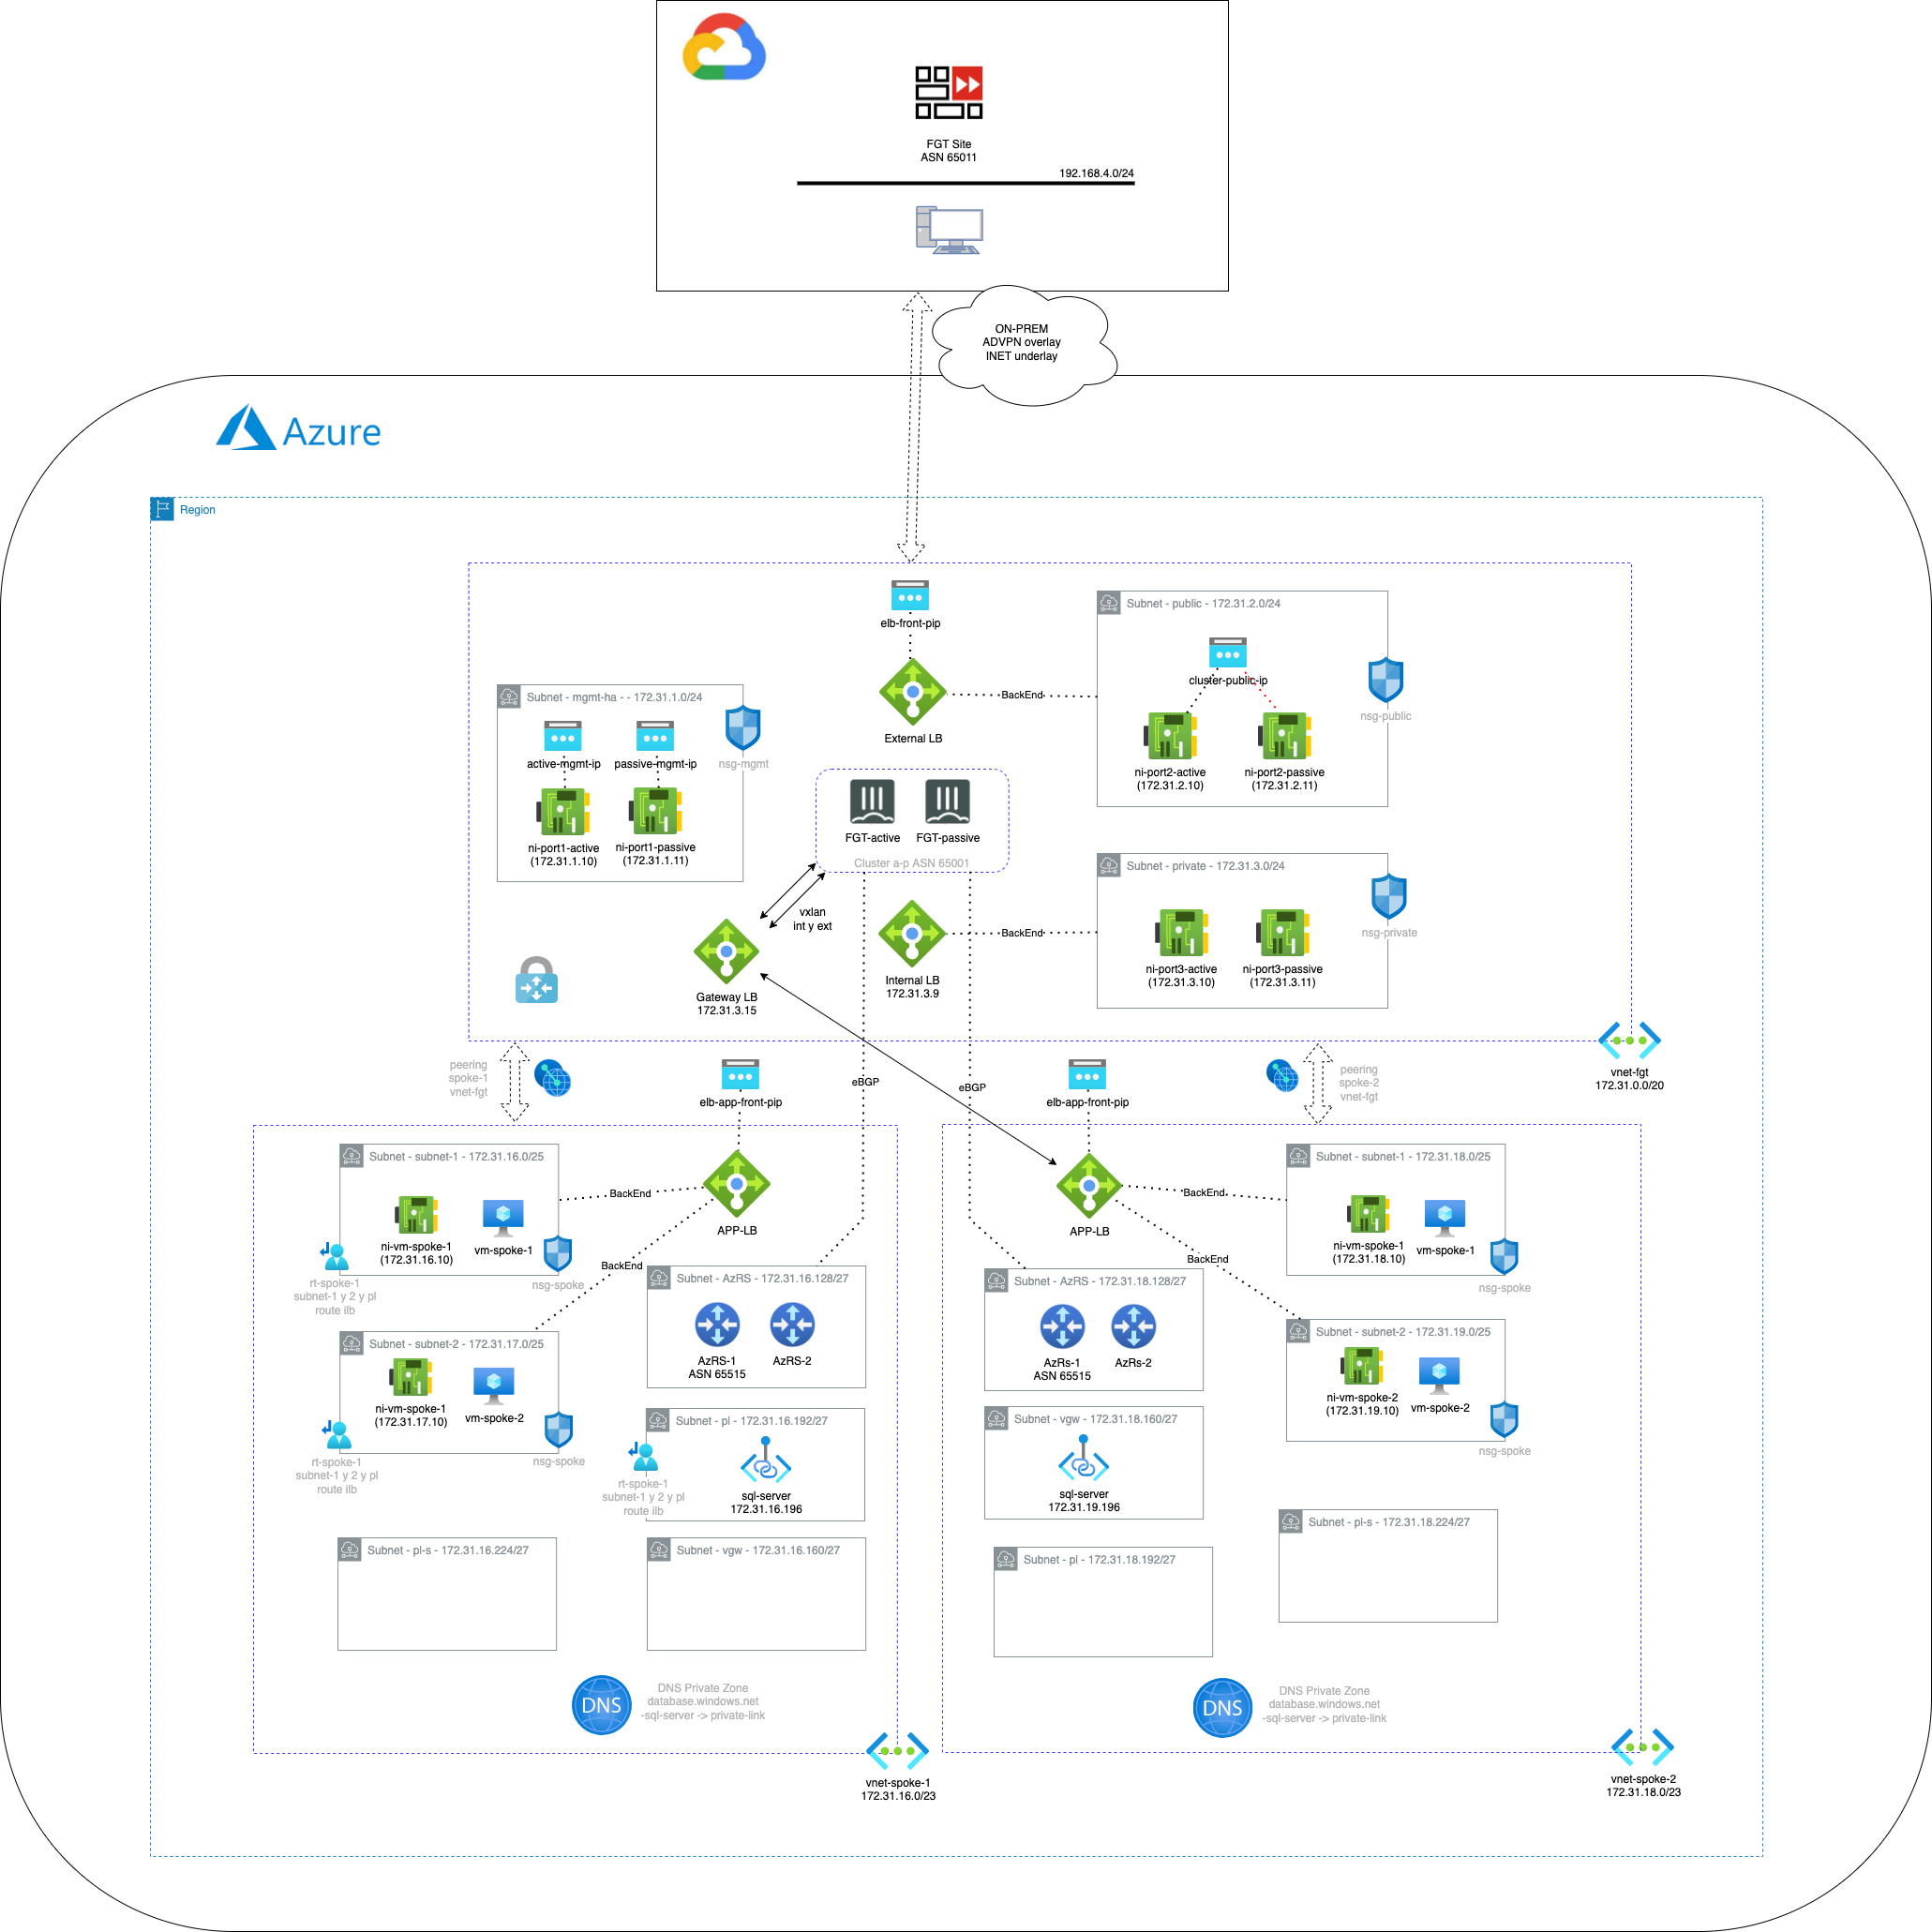 FGT Site
ASN 65011
192.168.4.0/24
ON-PREM
ADVPN overlay
INET underlay
Azure
Region
elb-front-pip
External LB
BackEnd
Subnet - public - 172.31.2.0/24
cluster-public-ip
ni-port2-active
(172.31.2.10)
ni-port2-passive
(172.31.2.11)
nsg-public
Subnet - mgmt-ha - - 172.31.1.0/24
active-mgmt-ip
passive-mgmt-ip
ni-port1-active
(172.31.1.10)
ni-port1-passive
(172.31.1.11)
nsg-mgmt
FGT-active
FGT-passive
Cluster a-p ASN 65001
vxlan
int y ext
Subnet - private - 172.31.3.0/24
BackEnd
ni-port3-active
(172.31.3.10)
ni-port3-passive
(172.31.3.11)
nsg-private
Gateway LB
172.31.3.15
Internal LB
172.31.3.9
vnet-fgt
172.31.0.0/20
peering
spoke-1
vnet-fgt
elb-app-front-pip
eBGP
eBGP
elb-app-front-pip
peering
spoke-2
vnet-fgt
Subnet - subnet-1 - 172.31.16.0/25
ni-vm-spoke-1
(172.31.16.10)
vm-spoke-1
nsg-spoke
rt-spoke-1
subnet-1 y 2 y pl
route ilb
BackEnd
BackEnd
APP-LB
Subnet - subnet-2 - 172.31.17.0/25
ni-vm-spoke-1
(172.31.17.10)
vm-spoke-2
nsg-spoke
rt-spoke-1
subnet-1 y 2 y pl
route ilb
Subnet - AzRS - 172.31.16.128/27
AzRS-1
ASN 65515
AzRS-2
Subnet - pl - 172.31.16.192/27
sql-server
172.31.16.196
rt-spoke-1
subnet-1 y 2 y pl
route ilb
Subnet - pl-s - 172.31.16.224/27
Subnet - vgw - 172.31.16.160/27
DNS
DNS Private Zone
database.windows.net
-sql-server -> private-link
vnet-spoke-1
172.31.16.0/23
APP-LB
BackEnd
BackEnd
Subnet - subnet-1 - 172.31.18.0/25
ni-vm-spoke-1
(172.31.18.10)
vm-spoke-1
nsg-spoke
Subnet - AzRS - 172.31.18.128/27
AzRs-1
ASN 65515
AzRs-2
Subnet - subnet-2 - 172.31.19.0/25
ni-vm-spoke-2
(172.31.19.10)
vm-spoke-2
nsg-spoke
Subnet - vgw - 172.31.18.160/27
sql-server
172.31.19.196
Subnet - pl-s - 172.31.18.224/27
Subnet - pl - 172.31.18.192/27
DNS
DNS Private Zone
database.windows.net
-sql-server -> private-link
vnet-spoke-2
172.31.18.0/23